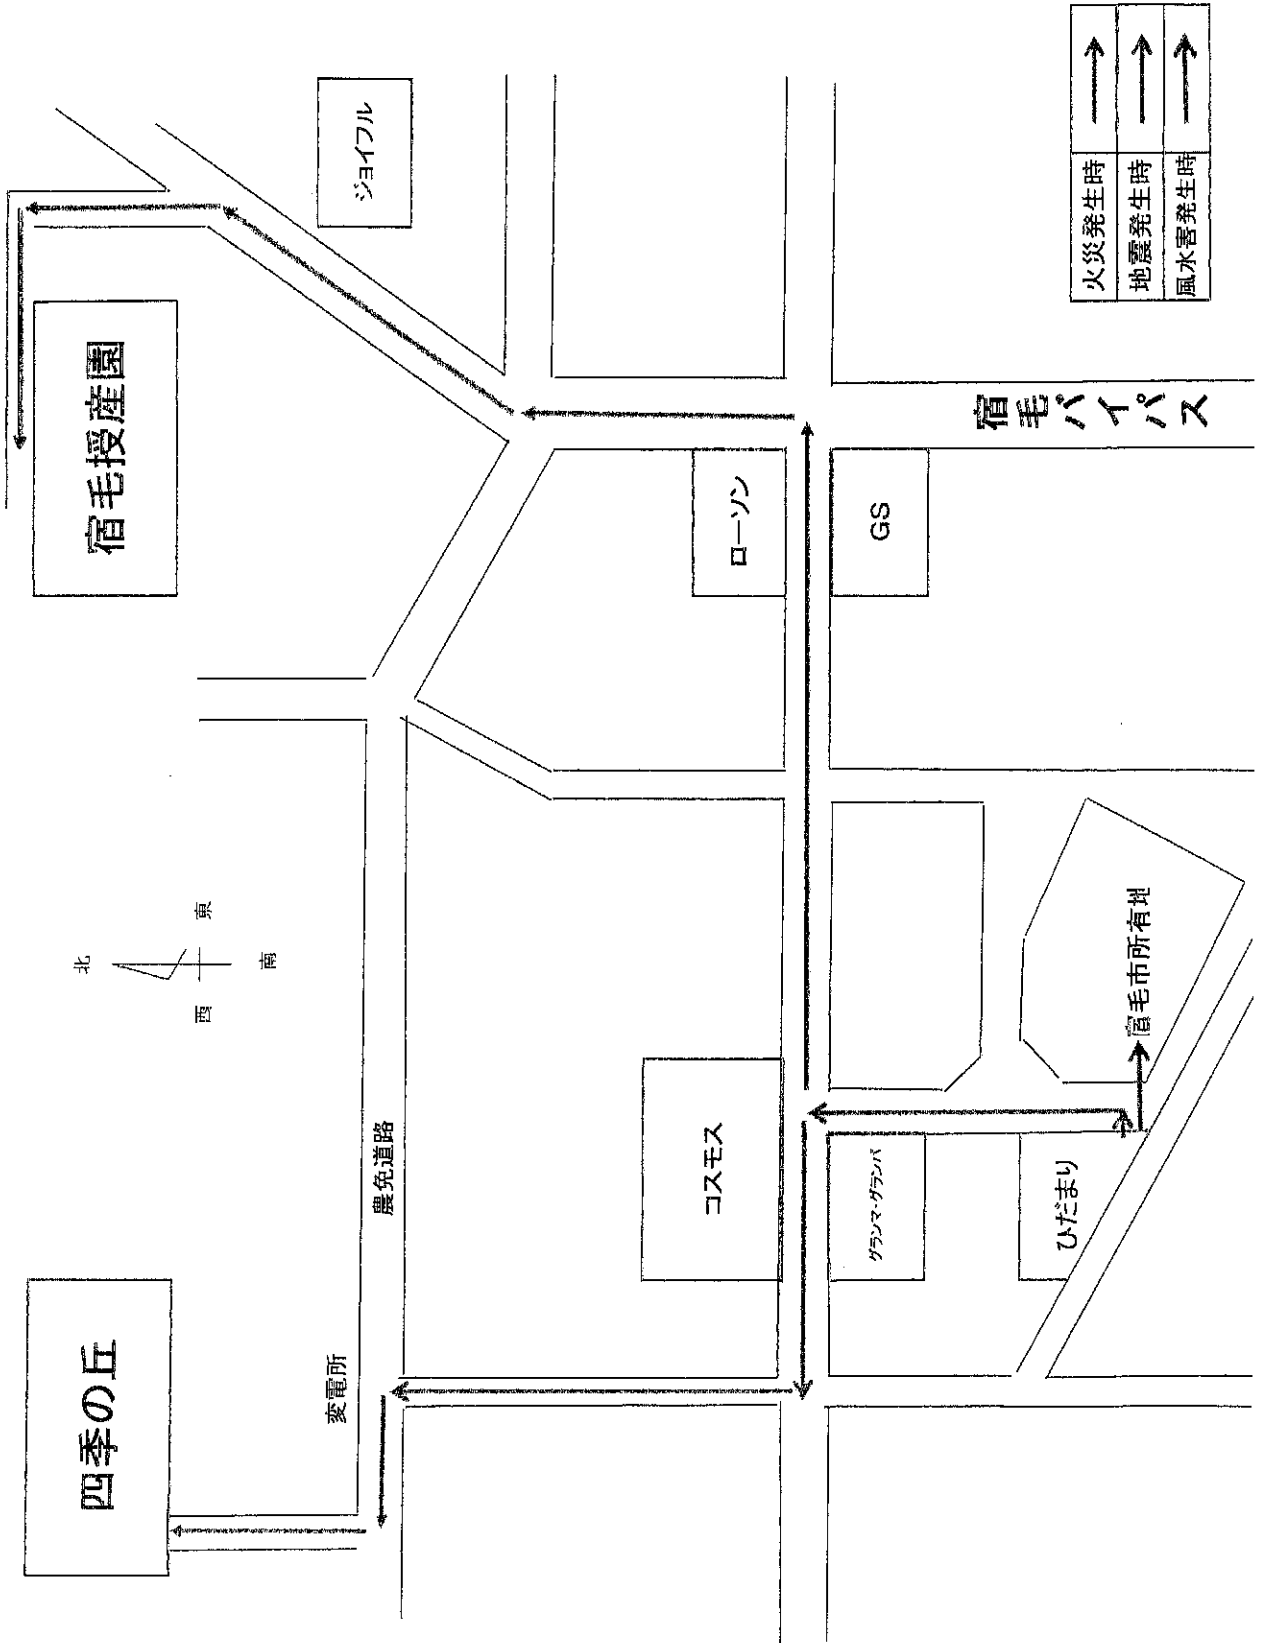 四季の丘
宿毛授産園
北
西
東
南
変電所
農免道路
ジョイフル
コスモス
ローソン
グランマ・グランパ
GS
ひだまり
宿毛市所有地
宿毛バイパス
火災発生時
地震発生時
風水害発生時